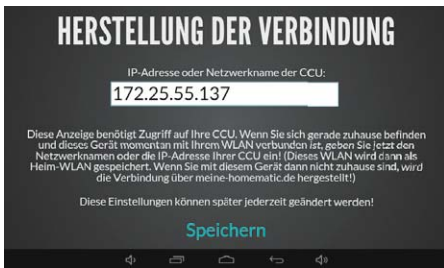 HERSTELLUNG DER VERBINDUNG
IP-Adresse oder Netzwerkname der CCU:
172.25.55.137
Diese Anzeige benötigt Zugriff auf Ihre CCU. Wenn Sie sich gerade zuhause befinden
und dieses Gerät momentan mit Ihrem WLAN verbunden ist, geben Sie jetzt den
Netzwerknamen oder die IP-Adresse Ihrer CCU ein! (Dieses WLAN wird dann als
Heim-WLAN gespeichert. Wenn Sie mit diesem Gerät dann nicht zuhause sind, wird
die Verbindung über meine-homematic.de hergestellt!)
Diese Einstellungen können später jederzeit geändert werden!
Speichern